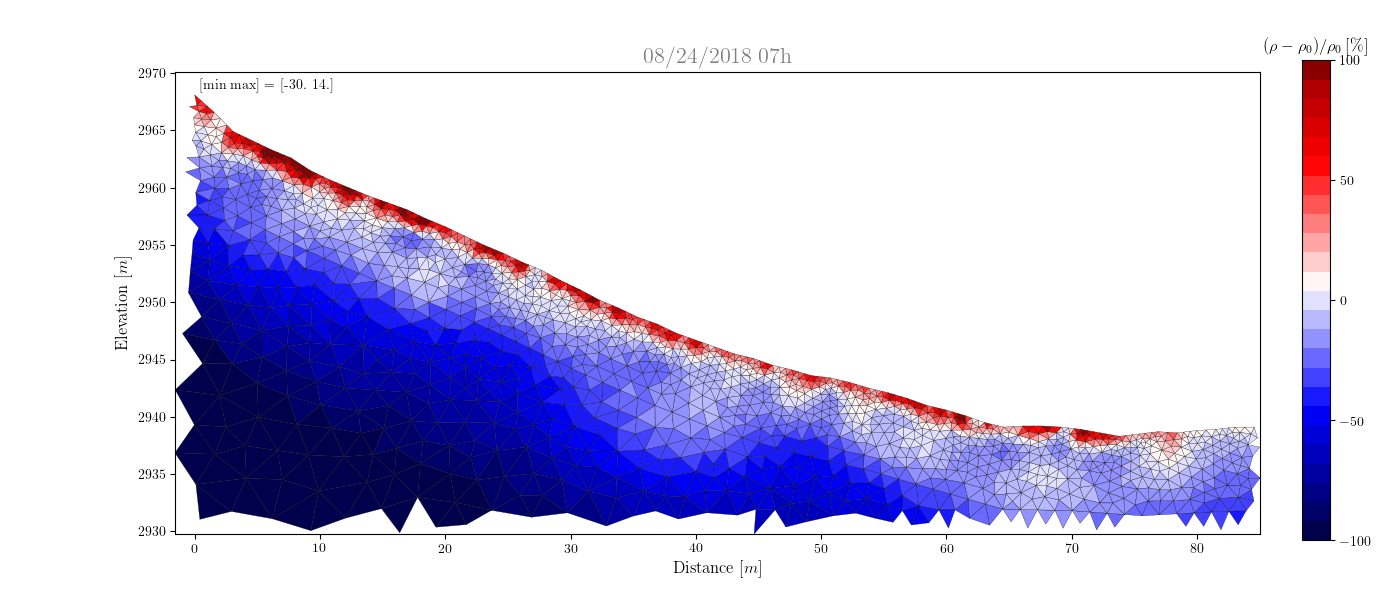 08/24/2018 07h
(ρ − ρ₀)/ρ₀ [%]
[min max] = [-30. 14.]
2970
2965
2960
2955
2950
2945
2940
2935
2930
Elevation [m]
0 10 20 30 40 50 60 70 80
Distance [m]
100
50
0
−50
−100